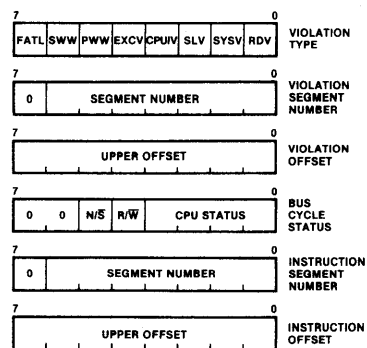 7 0
FATL SWW PWW EXCV CPUIV SLV SYSV RDV
VIOLATION
TYPE
7 0
0 SEGMENT NUMBER
VIOLATION
SEGMENT
NUMBER
7 0
UPPER OFFSET
VIOLATION
OFFSET
7 0
0 0 N/S̅ R/W̅ CPU STATUS
BUS
CYCLE
STATUS
7 0
0 SEGMENT NUMBER
INSTRUCTION
SEGMENT
NUMBER
7 0
UPPER OFFSET
INSTRUCTION
OFFSET